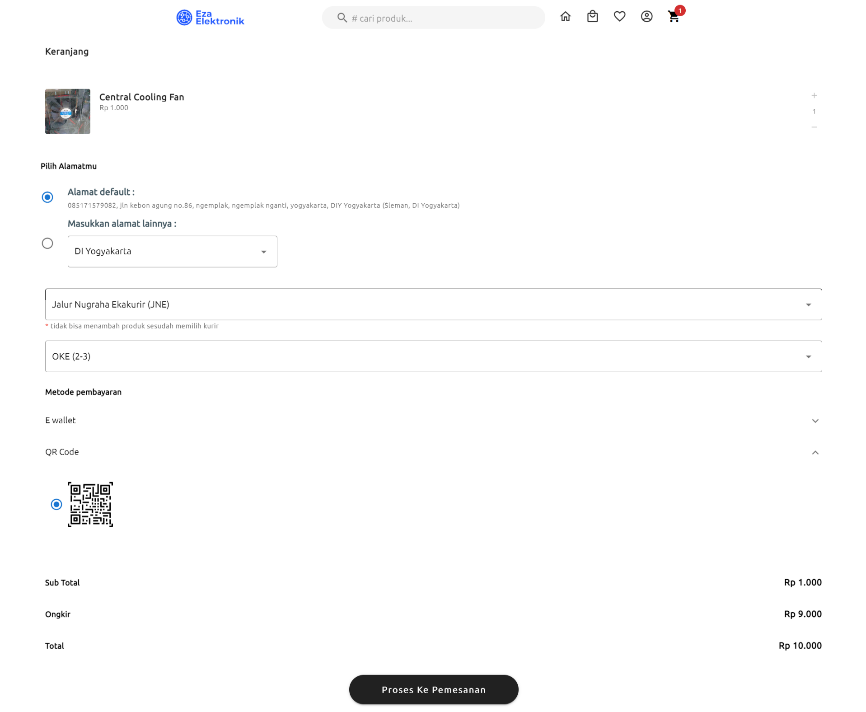 Eza
Elektronik
# cari produk...
1
Keranjang
Central Cooling Fan
Rp 1.000
+
1
−
Pilih Alamatmu
Alamat default :
085171579082, jln kebon agung no.86, ngemplak, ngemplak nganti, yogyakarta, DIY Yogyakarta (Sleman, DI Yogyakarta)
Masukkan alamat lainnya :
DI Yogyakarta
Jalur Nugraha Ekakurir (JNE)
* tidak bisa menambah produk sesudah memilih kurir
OKE (2-3)
Metode pembayaran
E wallet
QR Code
Sub Total Rp 1.000
Ongkir Rp 9.000
Total Rp 10.000
Proses Ke Pemesanan